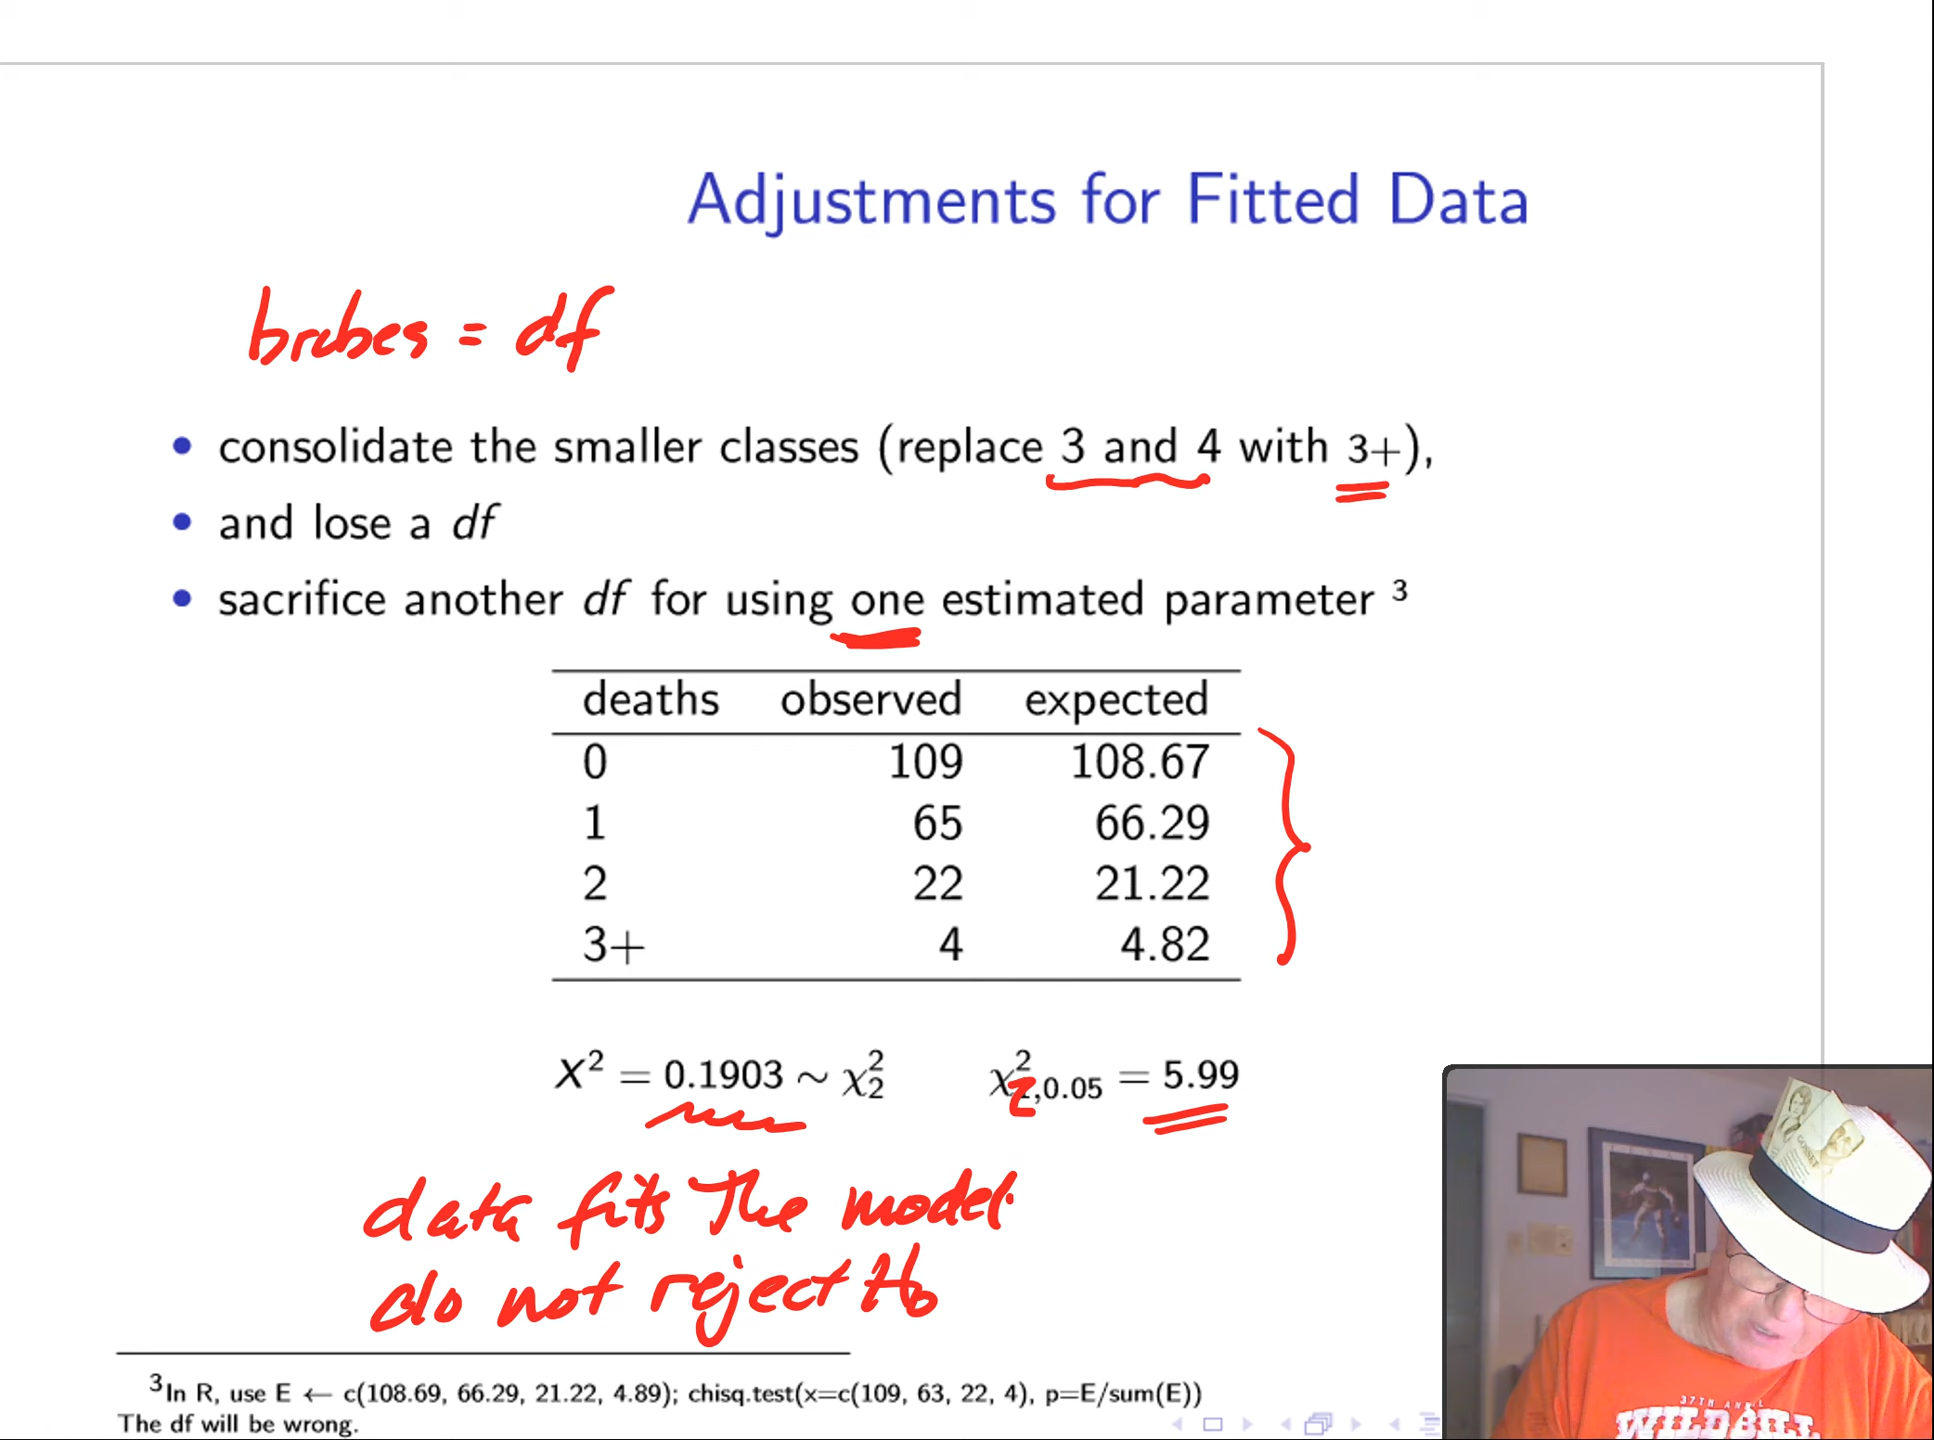 Adjustments for Fitted Data
brabes = df
• consolidate the smaller classes (replace 3 and 4 with 3+),
• and lose a df
• sacrifice another df for using one estimated parameter ³
deaths observed expected
0 109 108.67
1 65 66.29
2 22 21.22
3+ 4 4.82
X² = 0.1903 ~ χ²₂ χ²₂,0.05 = 5.99
data fits the model
do not reject H₀
³In R, use E ← c(108.69, 66.29, 21.22, 4.89); chisq.test(x=c(109, 63, 22, 4), p=E/sum(E))
The df will be wrong.
GOSSET
WILD BILL